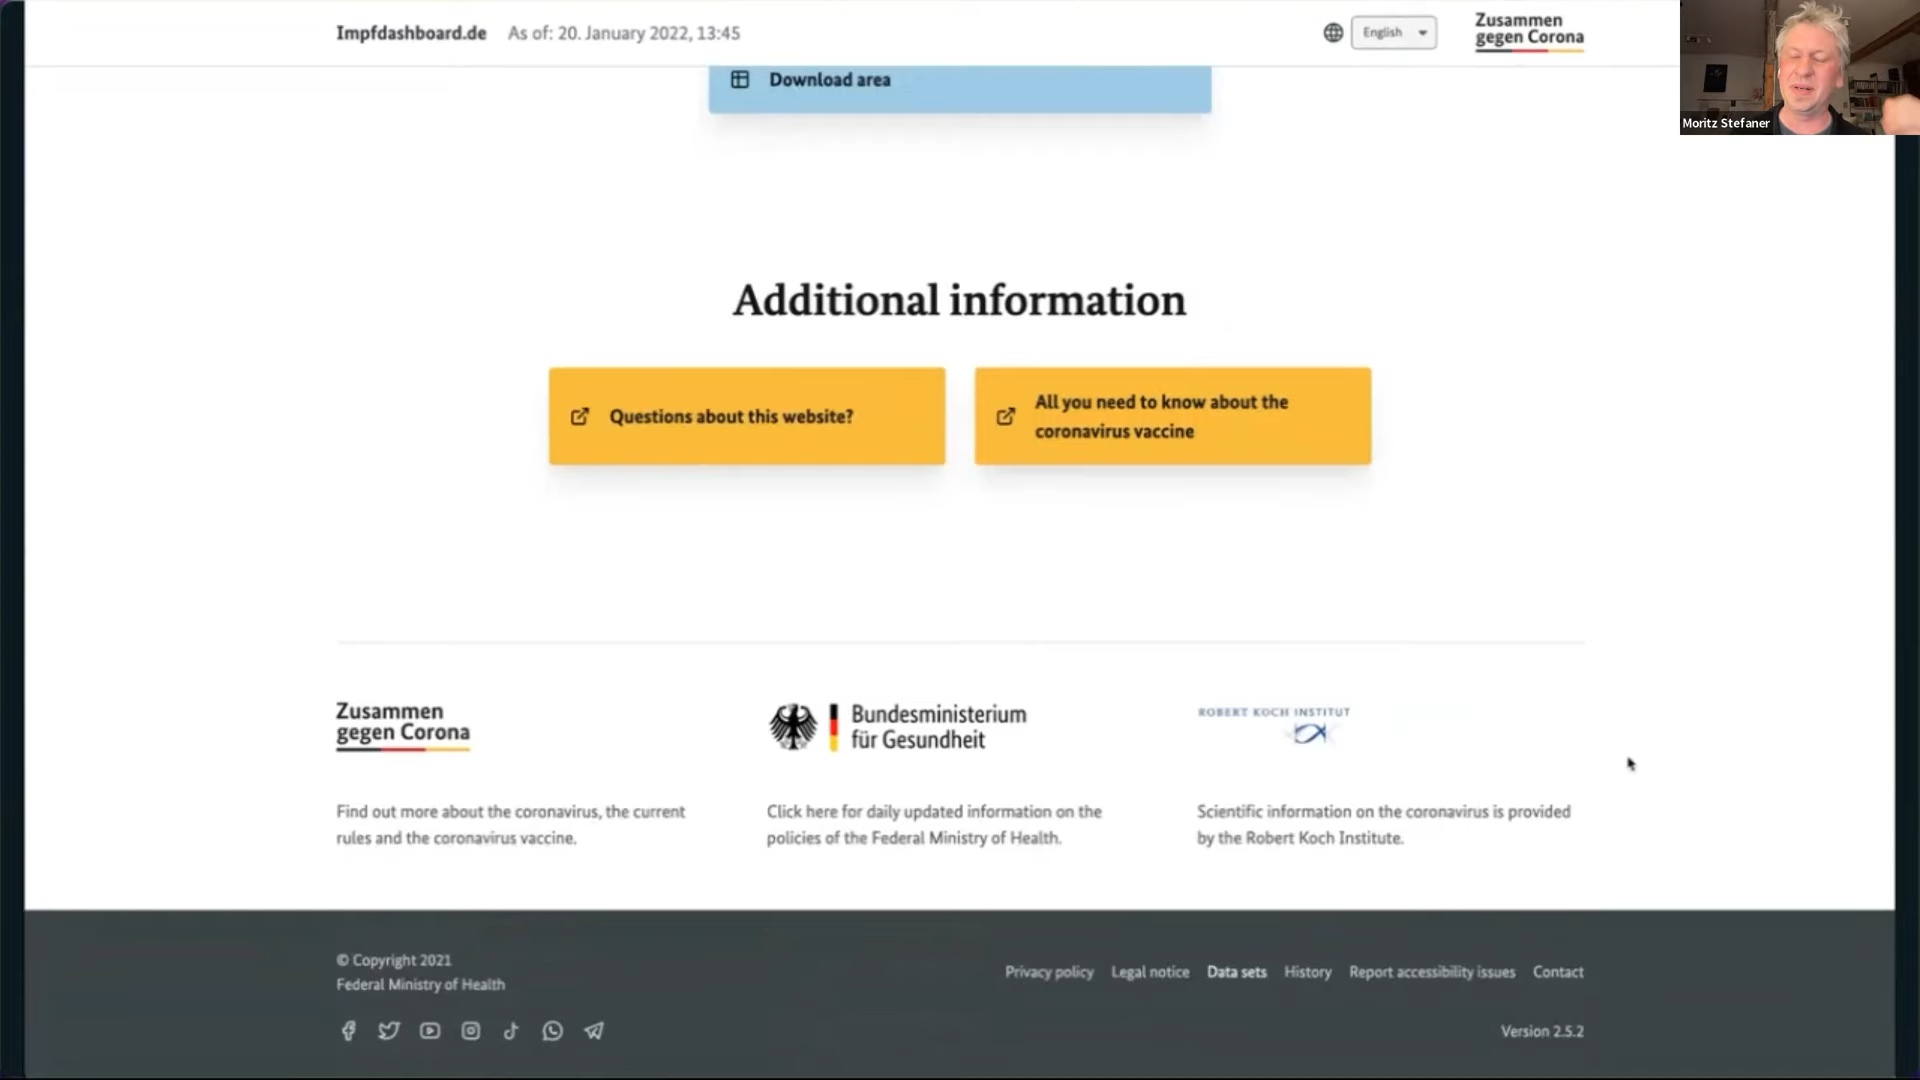 Impfdashboard.de As of: 20. January 2022, 13:45
English
Zusammen
gegen Corona
Moritz Stefaner
Download area
Additional information
Questions about this website?
All you need to know about the
coronavirus vaccine
Zusammen
gegen Corona
Bundesministerium
für Gesundheit
ROBERT KOCH INSTITUT
Find out more about the coronavirus, the current
rules and the coronavirus vaccine.
Click here for daily updated information on the
policies of the Federal Ministry of Health.
Scientific information on the coronavirus is provided
by the Robert Koch Institute.
© Copyright 2021
Federal Ministry of Health
Privacy policy Legal notice Data sets History Report accessibility issues Contact
Version 2.5.2